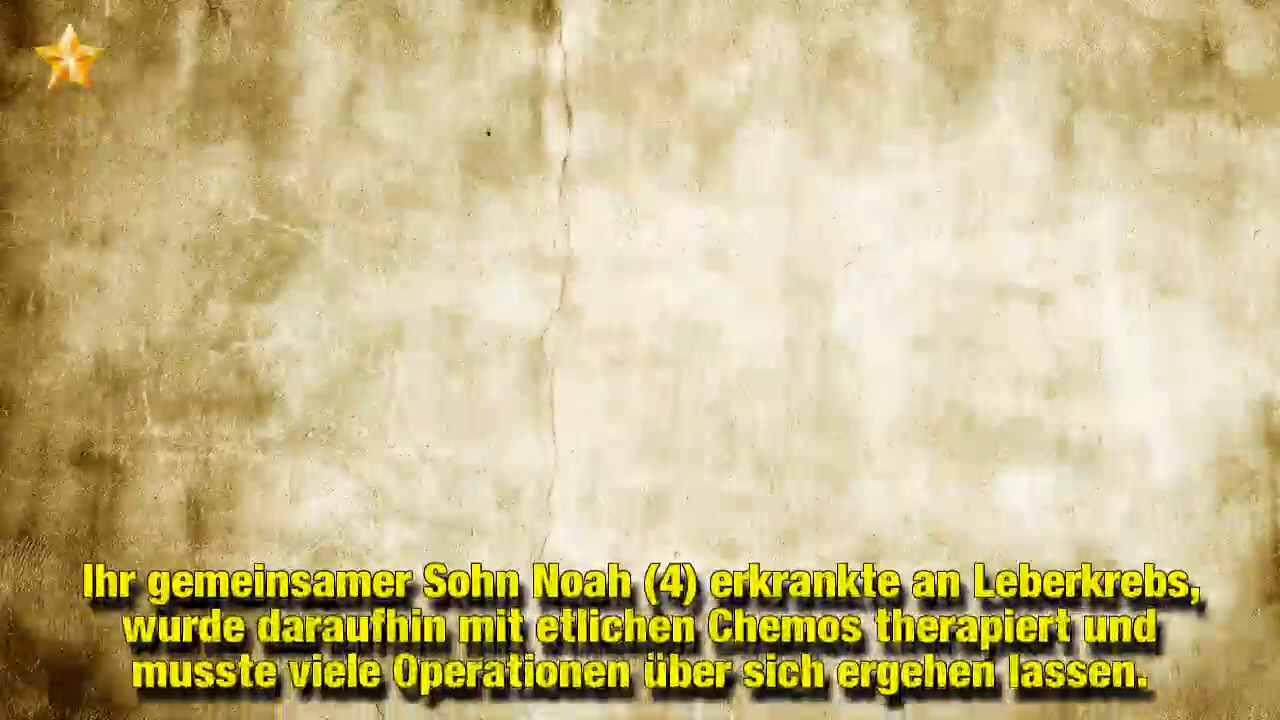 Ihr gemeinsamer Sohn Noah (4) erkrankte an Leberkrebs,
wurde daraufhin mit etlichen Chemos therapiert und
musste viele Operationen über sich ergehen lassen.